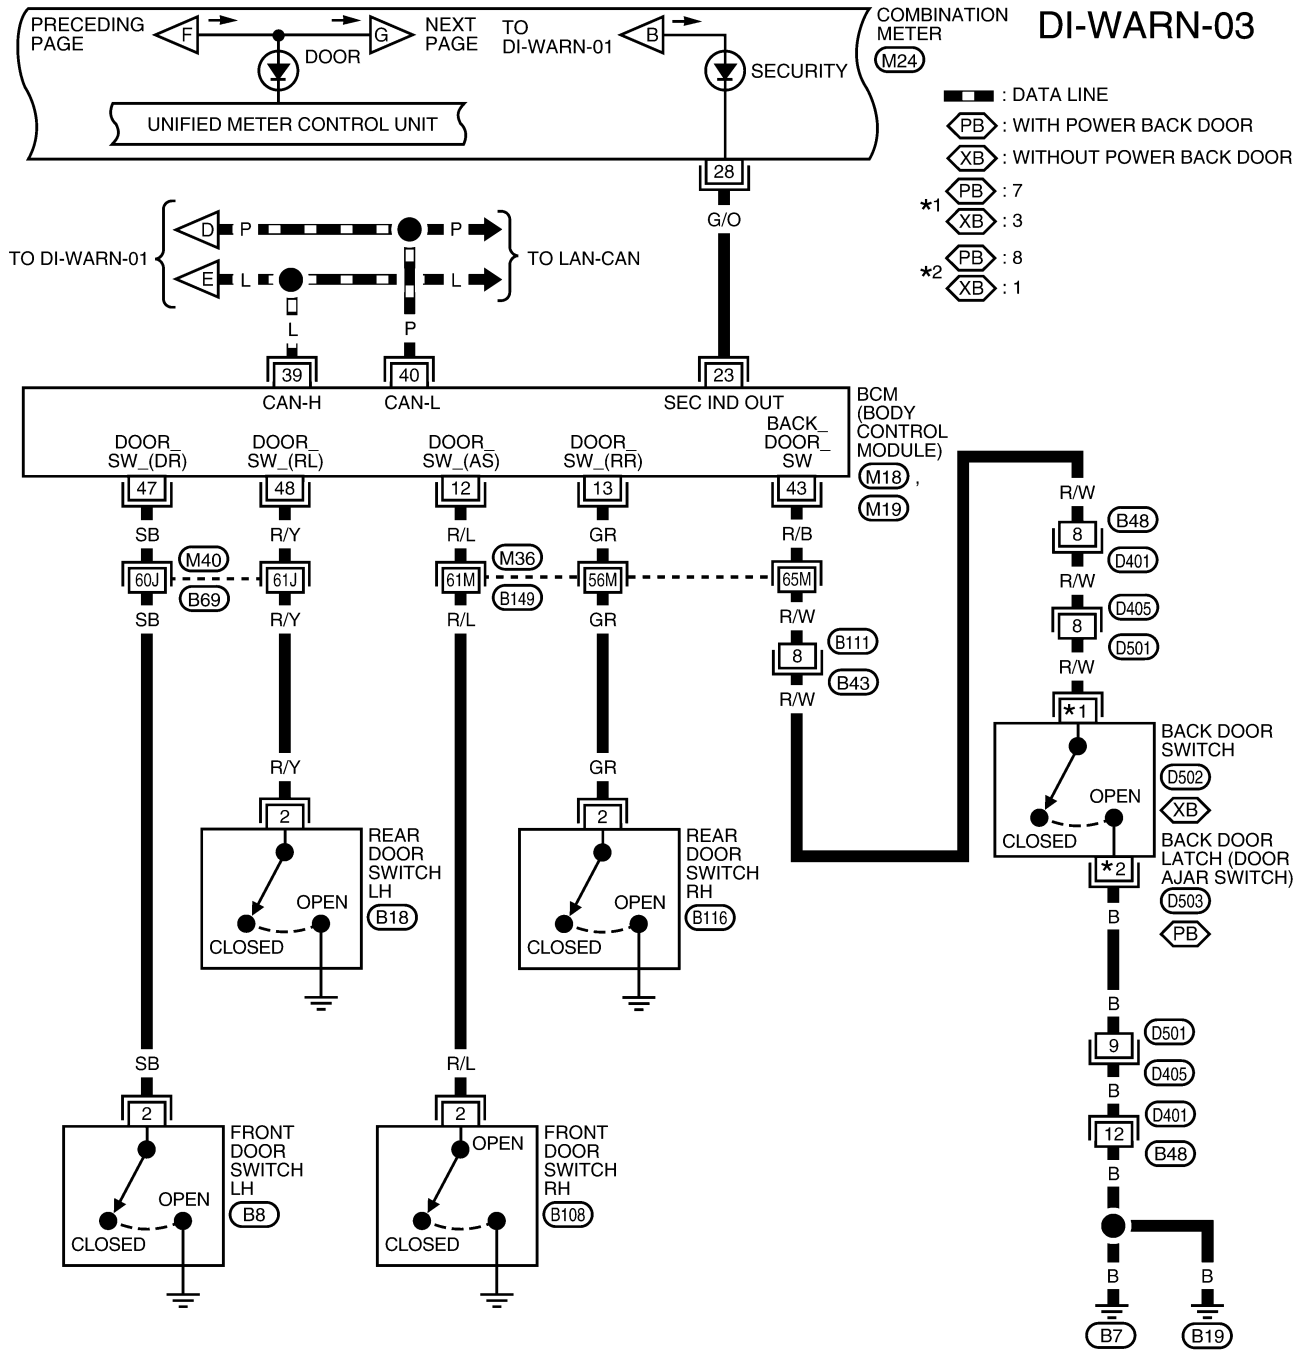 PRECEDING
PAGE
F
G
NEXT
PAGE
DOOR
UNIFIED METER CONTROL UNIT
TO
DI-WARN-01
B
SECURITY
COMBINATION
METER
M24
DI-WARN-03
: DATA LINE
PB : WITH POWER BACK DOOR
XB : WITHOUT POWER BACK DOOR
*1
PB : 7
XB : 3
*2
PB : 8
XB : 1
28
G/O
TO DI-WARN-01
D P P
E L L
TO LAN-CAN
L P
39 40 23
CAN-H CAN-L SEC IND OUT
BCM
(BODY
CONTROL
MODULE)
M18 ,
M19
DOOR_
SW_(DR)
DOOR_
SW_(RL)
DOOR_
SW_(AS)
DOOR_
SW_(RR)
BACK_
DOOR_
SW
47 48 12 13 43
SB R/Y R/L GR R/B
60J M40 B69 61J 61M M36 B149 56M 65M
SB R/Y R/L GR R/W
8 B111
B43
R/W
R/W
8 B48
D401
R/W
8 D405
D501
R/W
*1
BACK DOOR
SWITCH
D502
XB
OPEN
CLOSED
BACK DOOR
LATCH (DOOR
AJAR SWITCH)
D503
PB
*2
B
B
9 D501
D405
B
12 D401
B48
B
B B
B7 B19
R/Y GR
2 2
REAR
DOOR
SWITCH
LH
B18
OPEN
CLOSED
REAR
DOOR
SWITCH
RH
B116
OPEN
CLOSED
SB R/L
2 2
FRONT
DOOR
SWITCH
LH
B8
OPEN
CLOSED
FRONT
DOOR
SWITCH
RH
B108
OPEN
CLOSED